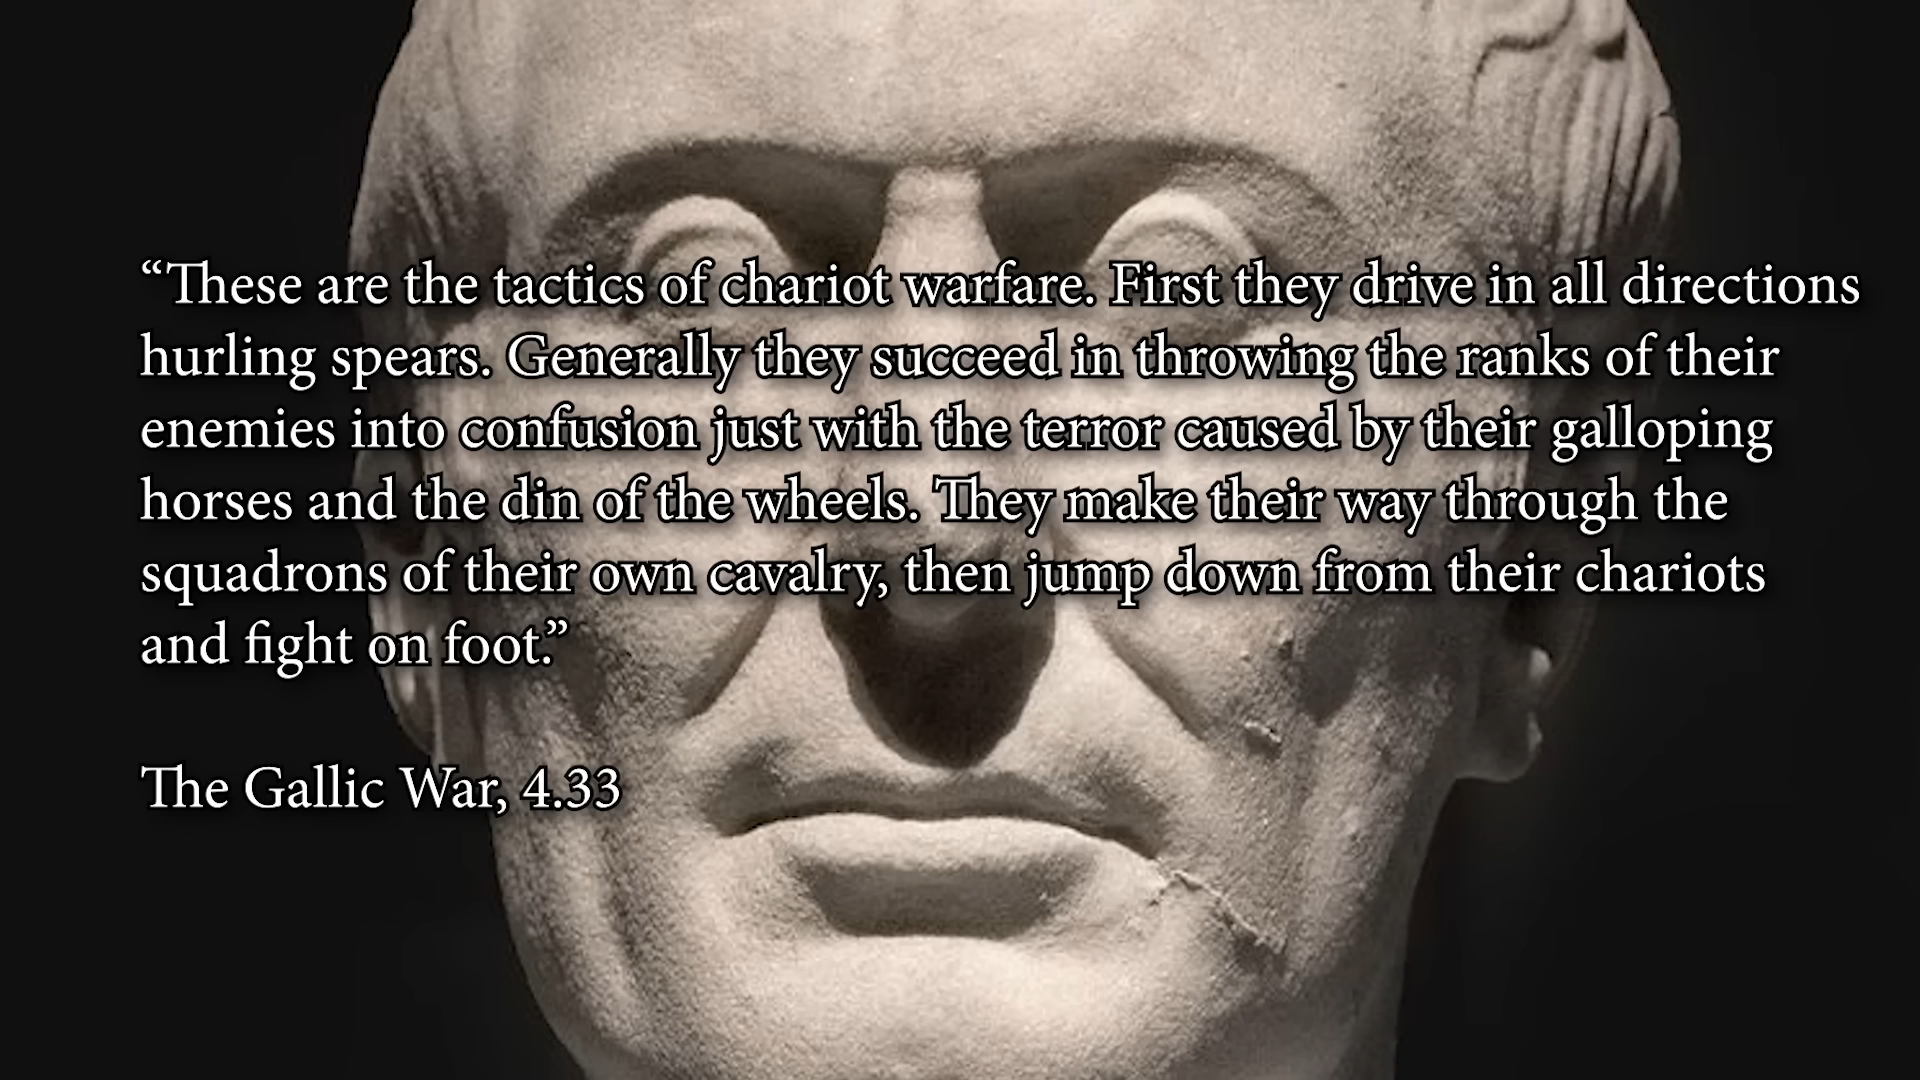 “These are the tactics of chariot warfare. First they drive in all directions
hurling spears. Generally they succeed in throwing the ranks of their
enemies into confusion just with the terror caused by their galloping
horses and the din of the wheels. They make their way through the
squadrons of their own cavalry, then jump down from their chariots
and fight on foot.”
The Gallic War, 4.33